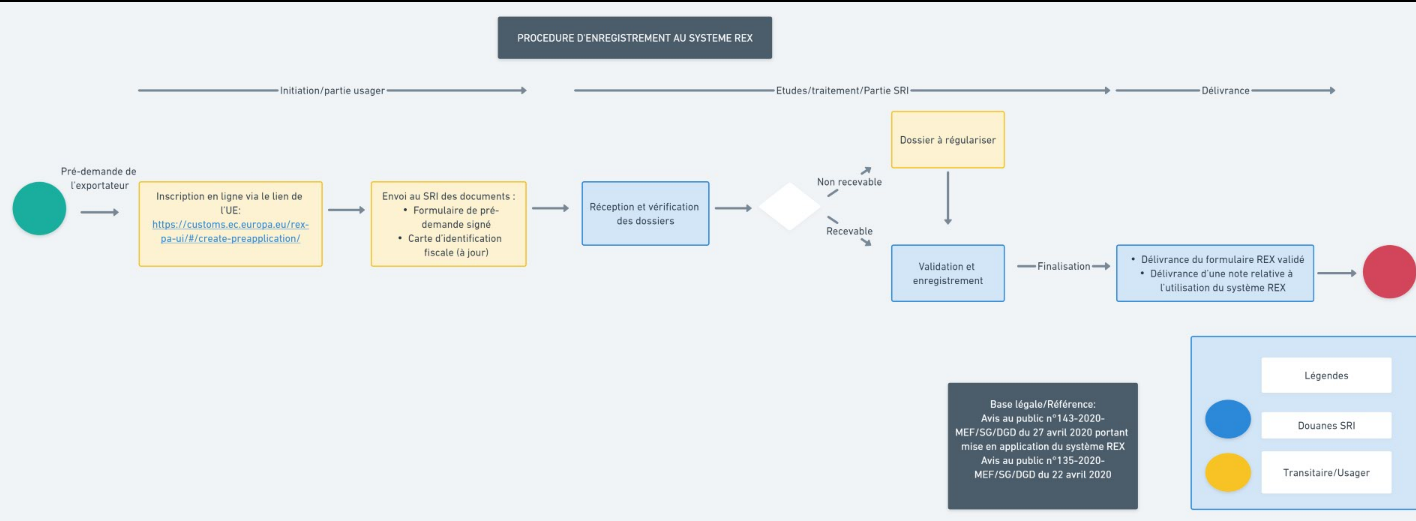 PROCEDURE D'ENREGISTREMENT AU SYSTEME REX
Initiation/partie usager
Etudes/traitement/Partie SRI
Délivrance
Pré-demande de
l'exportateur
Inscription en ligne via le lien de
l'UE:
https://customs.ec.europa.eu/rex-
pa-ui/#/create-preapplication/
Envoi au SRI des documents :
• Formulaire de pré-
demande signé
• Carte d'identification
fiscale (à jour)
Réception et vérification
des dossiers
Non recevable
Recevable
Dossier à régulariser
Validation et
enregistrement
Finalisation
• Délivrance du formulaire REX validé
• Délivrance d'une note relative à
l'utilisation du système REX
Base légale/Référence:
Avis au public n°143-2020-
MEF/SG/DGD du 27 avril 2020 portant
mise en application du système REX
Avis au public n°135-2020-
MEF/SG/DGD du 22 avril 2020
Légendes
Douanes SRI
Transitaire/Usager